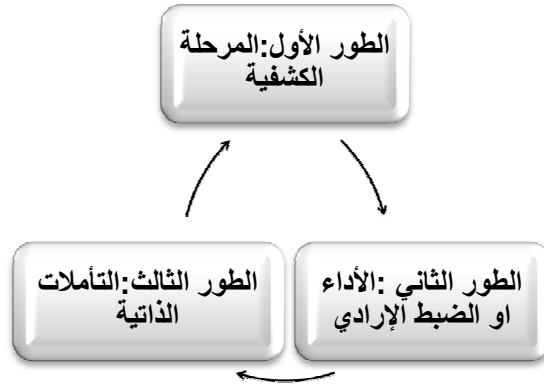 الطور الأول:المرحلة
الكشفية
الطور الثاني :الأداء
او الضبط الإرادي
الطور الثالث:التأملات
الذاتية